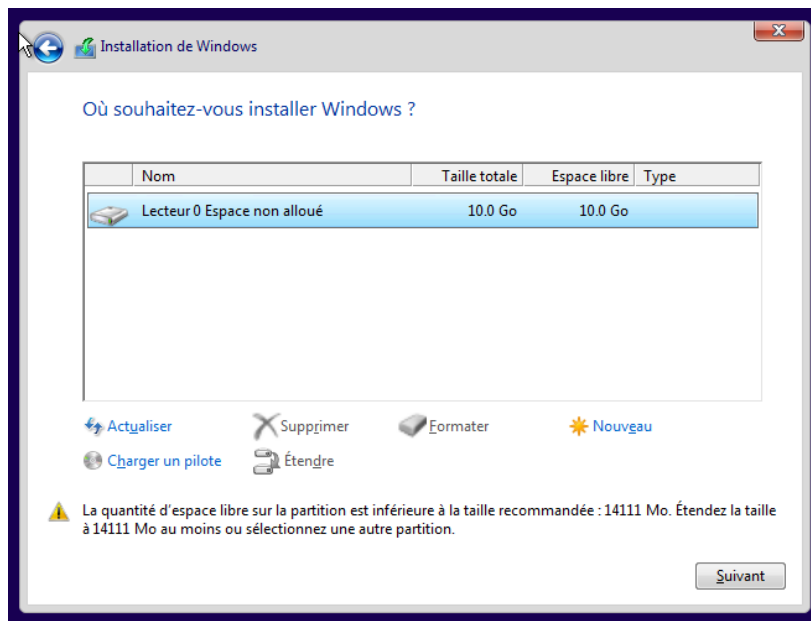 Installation de Windows
Où souhaitez-vous installer Windows ?
Nom Taille totale Espace libre Type
Lecteur 0 Espace non alloué 10.0 Go 10.0 Go
Actualiser Supprimer Formater Nouveau
Charger un pilote Étendre
La quantité d'espace libre sur la partition est inférieure à la taille recommandée : 14111 Mo. Étendez la taille
à 14111 Mo au moins ou sélectionnez une autre partition.
Suivant